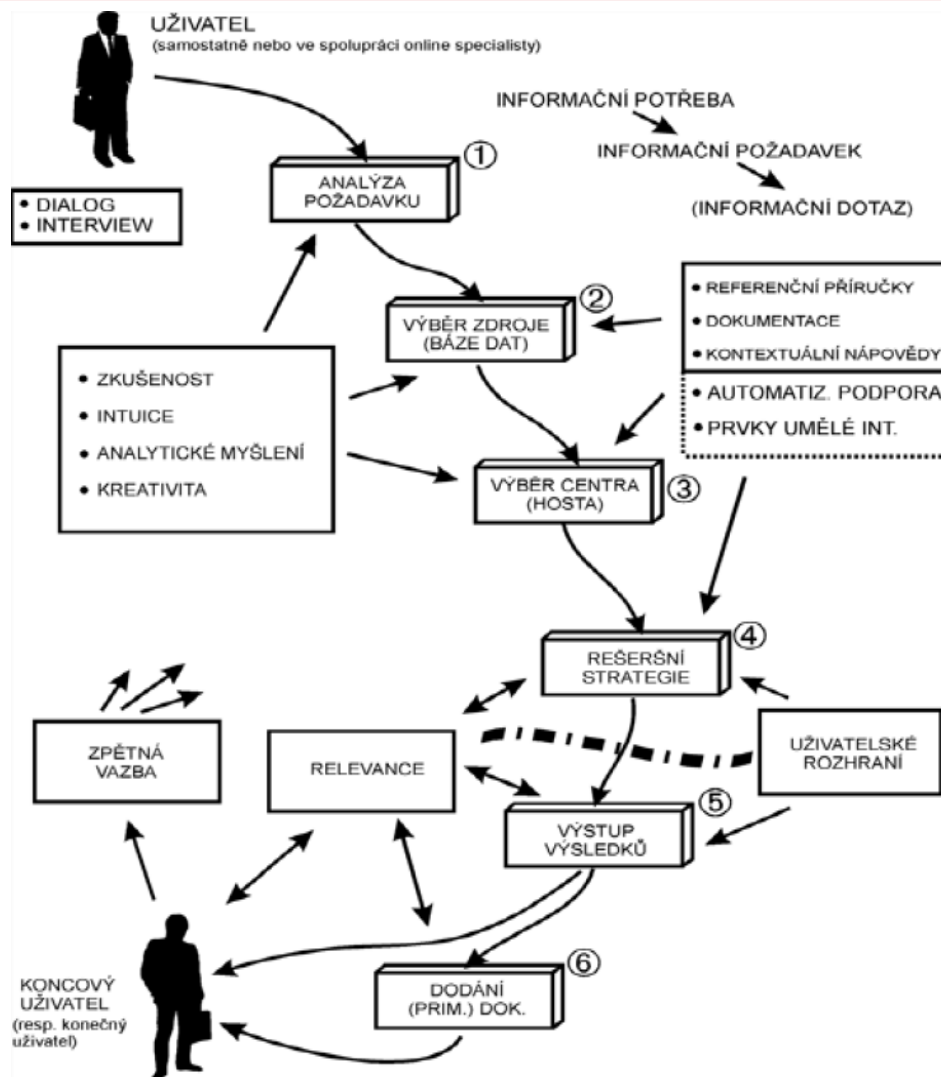 UŽIVATEL
(samostatně nebo ve spolupráci online specialisty)
INFORMAČNÍ POTŘEBA
INFORMAČNÍ POŽADAVEK
(INFORMAČNÍ DOTAZ)
①
ANALÝZA
POŽADAVKU
• DIALOG
• INTERVIEW
②
VÝBĚR ZDROJE
(BÁZE DAT)
• REFERENČNÍ PŘÍRUČKY
• DOKUMENTACE
• KONTEXTUÁLNÍ NÁPOVĚDY
• AUTOMATIZ. PODPORA
• PRVKY UMĚLÉ INT.
• ZKUŠENOST
• INTUICE
• ANALYTICKÉ MYŠLENÍ
• KREATIVITA
③
VÝBĚR CENTRA
(HOSTA)
④
REŠERŠNÍ
STRATEGIE
ZPĚTNÁ
VAZBA
RELEVANCE
UŽIVATELSKÉ
ROZHRANÍ
⑤
VÝSTUP
VÝSLEDKŮ
⑥
DODÁNÍ
(PRIM.) DOK.
KONCOVÝ
UŽIVATEL
(resp. konečný
uživatel)